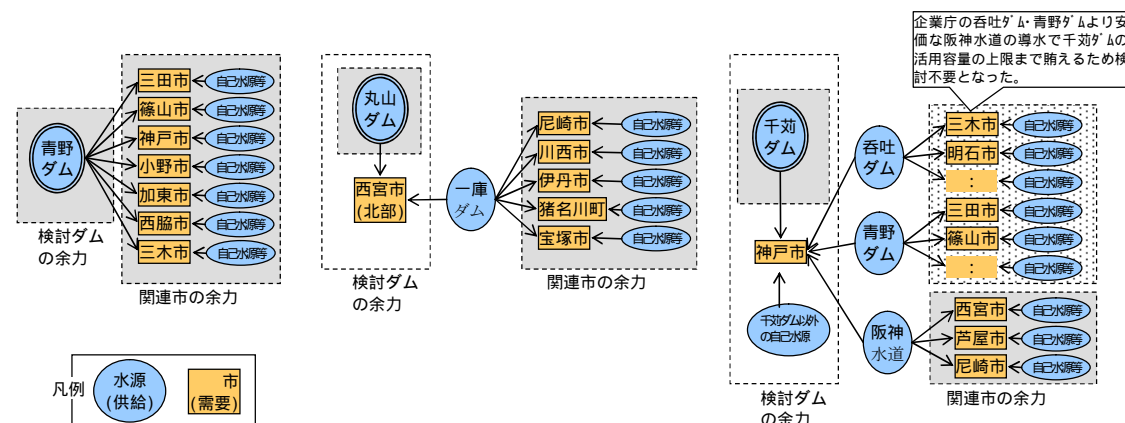 企業庁の呑吐ダム・青野ダムより安
価な阪神水道の導水で千苅ダムの
活用容量の上限まで賄えるため検
討不要となった。
青野
ダム
検討ダム
の余力
三田市
自己水源等
篠山市
自己水源等
神戸市
自己水源等
小野市
自己水源等
加東市
自己水源等
西脇市
自己水源等
三木市
自己水源等
関連市の余力
丸山
ダム
西宮市
(北部)
検討ダム
の余力
一庫
ダム
尼崎市
自己水源等
川西市
自己水源等
伊丹市
自己水源等
猪名川町
自己水源等
宝塚市
自己水源等
関連市の余力
千苅
ダム
神戸市
千苅ダム以外
の自己水源
検討ダム
の余力
呑吐
ダム
三木市
自己水源等
明石市
自己水源等
:
自己水源等
青野
ダム
三田市
自己水源等
篠山市
自己水源等
:
自己水源等
阪神
水道
西宮市
自己水源等
芦屋市
自己水源等
尼崎市
自己水源等
関連市の余力
凡例
水源
(供給)
市
(需要)